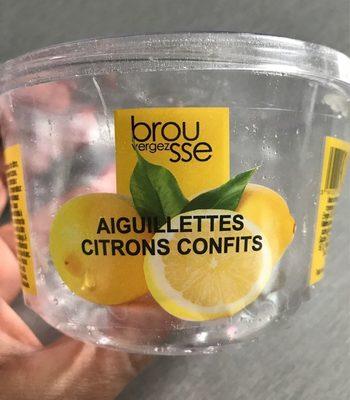 brou
vergez
sse
AIGUILLETTES
CITRONS CONFITS